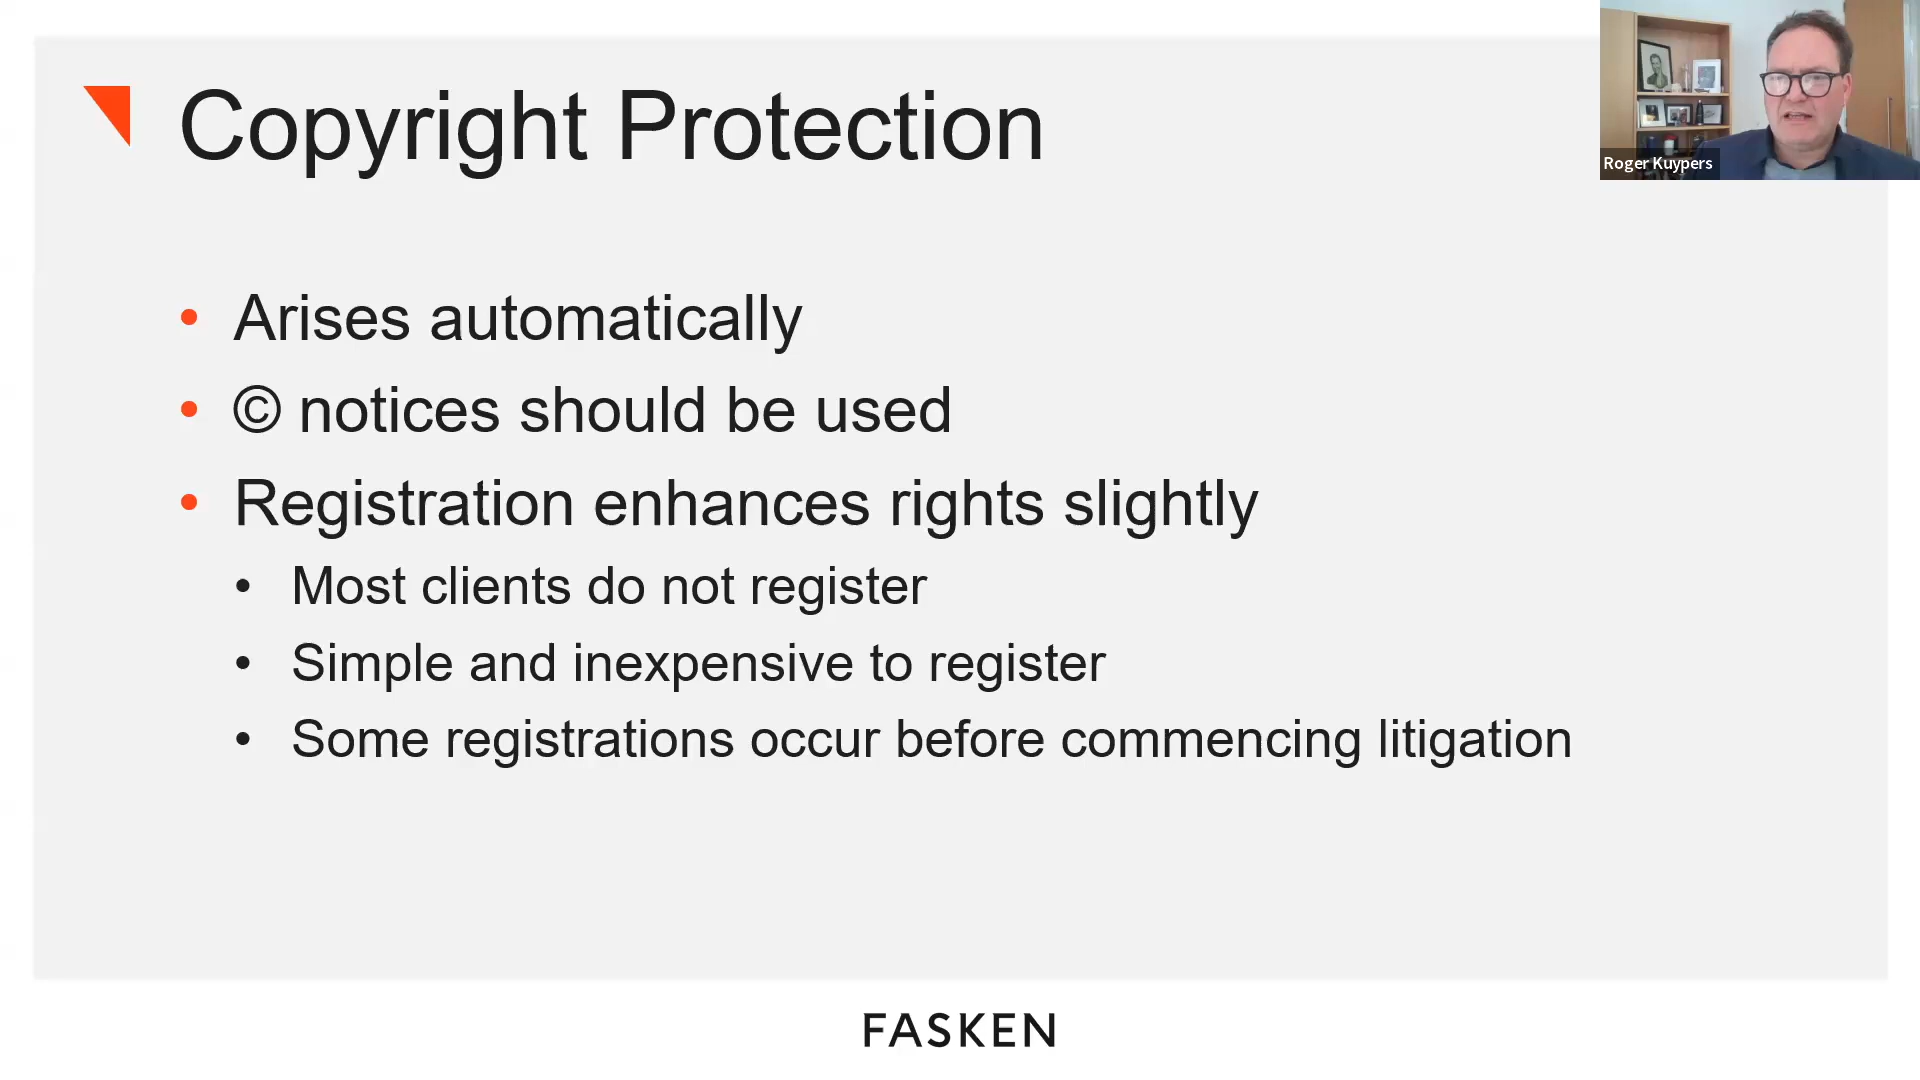 Copyright Protection
Roger Kuypers
• Arises automatically
• © notices should be used
• Registration enhances rights slightly
• Most clients do not register
• Simple and inexpensive to register
• Some registrations occur before commencing litigation
FASKEN